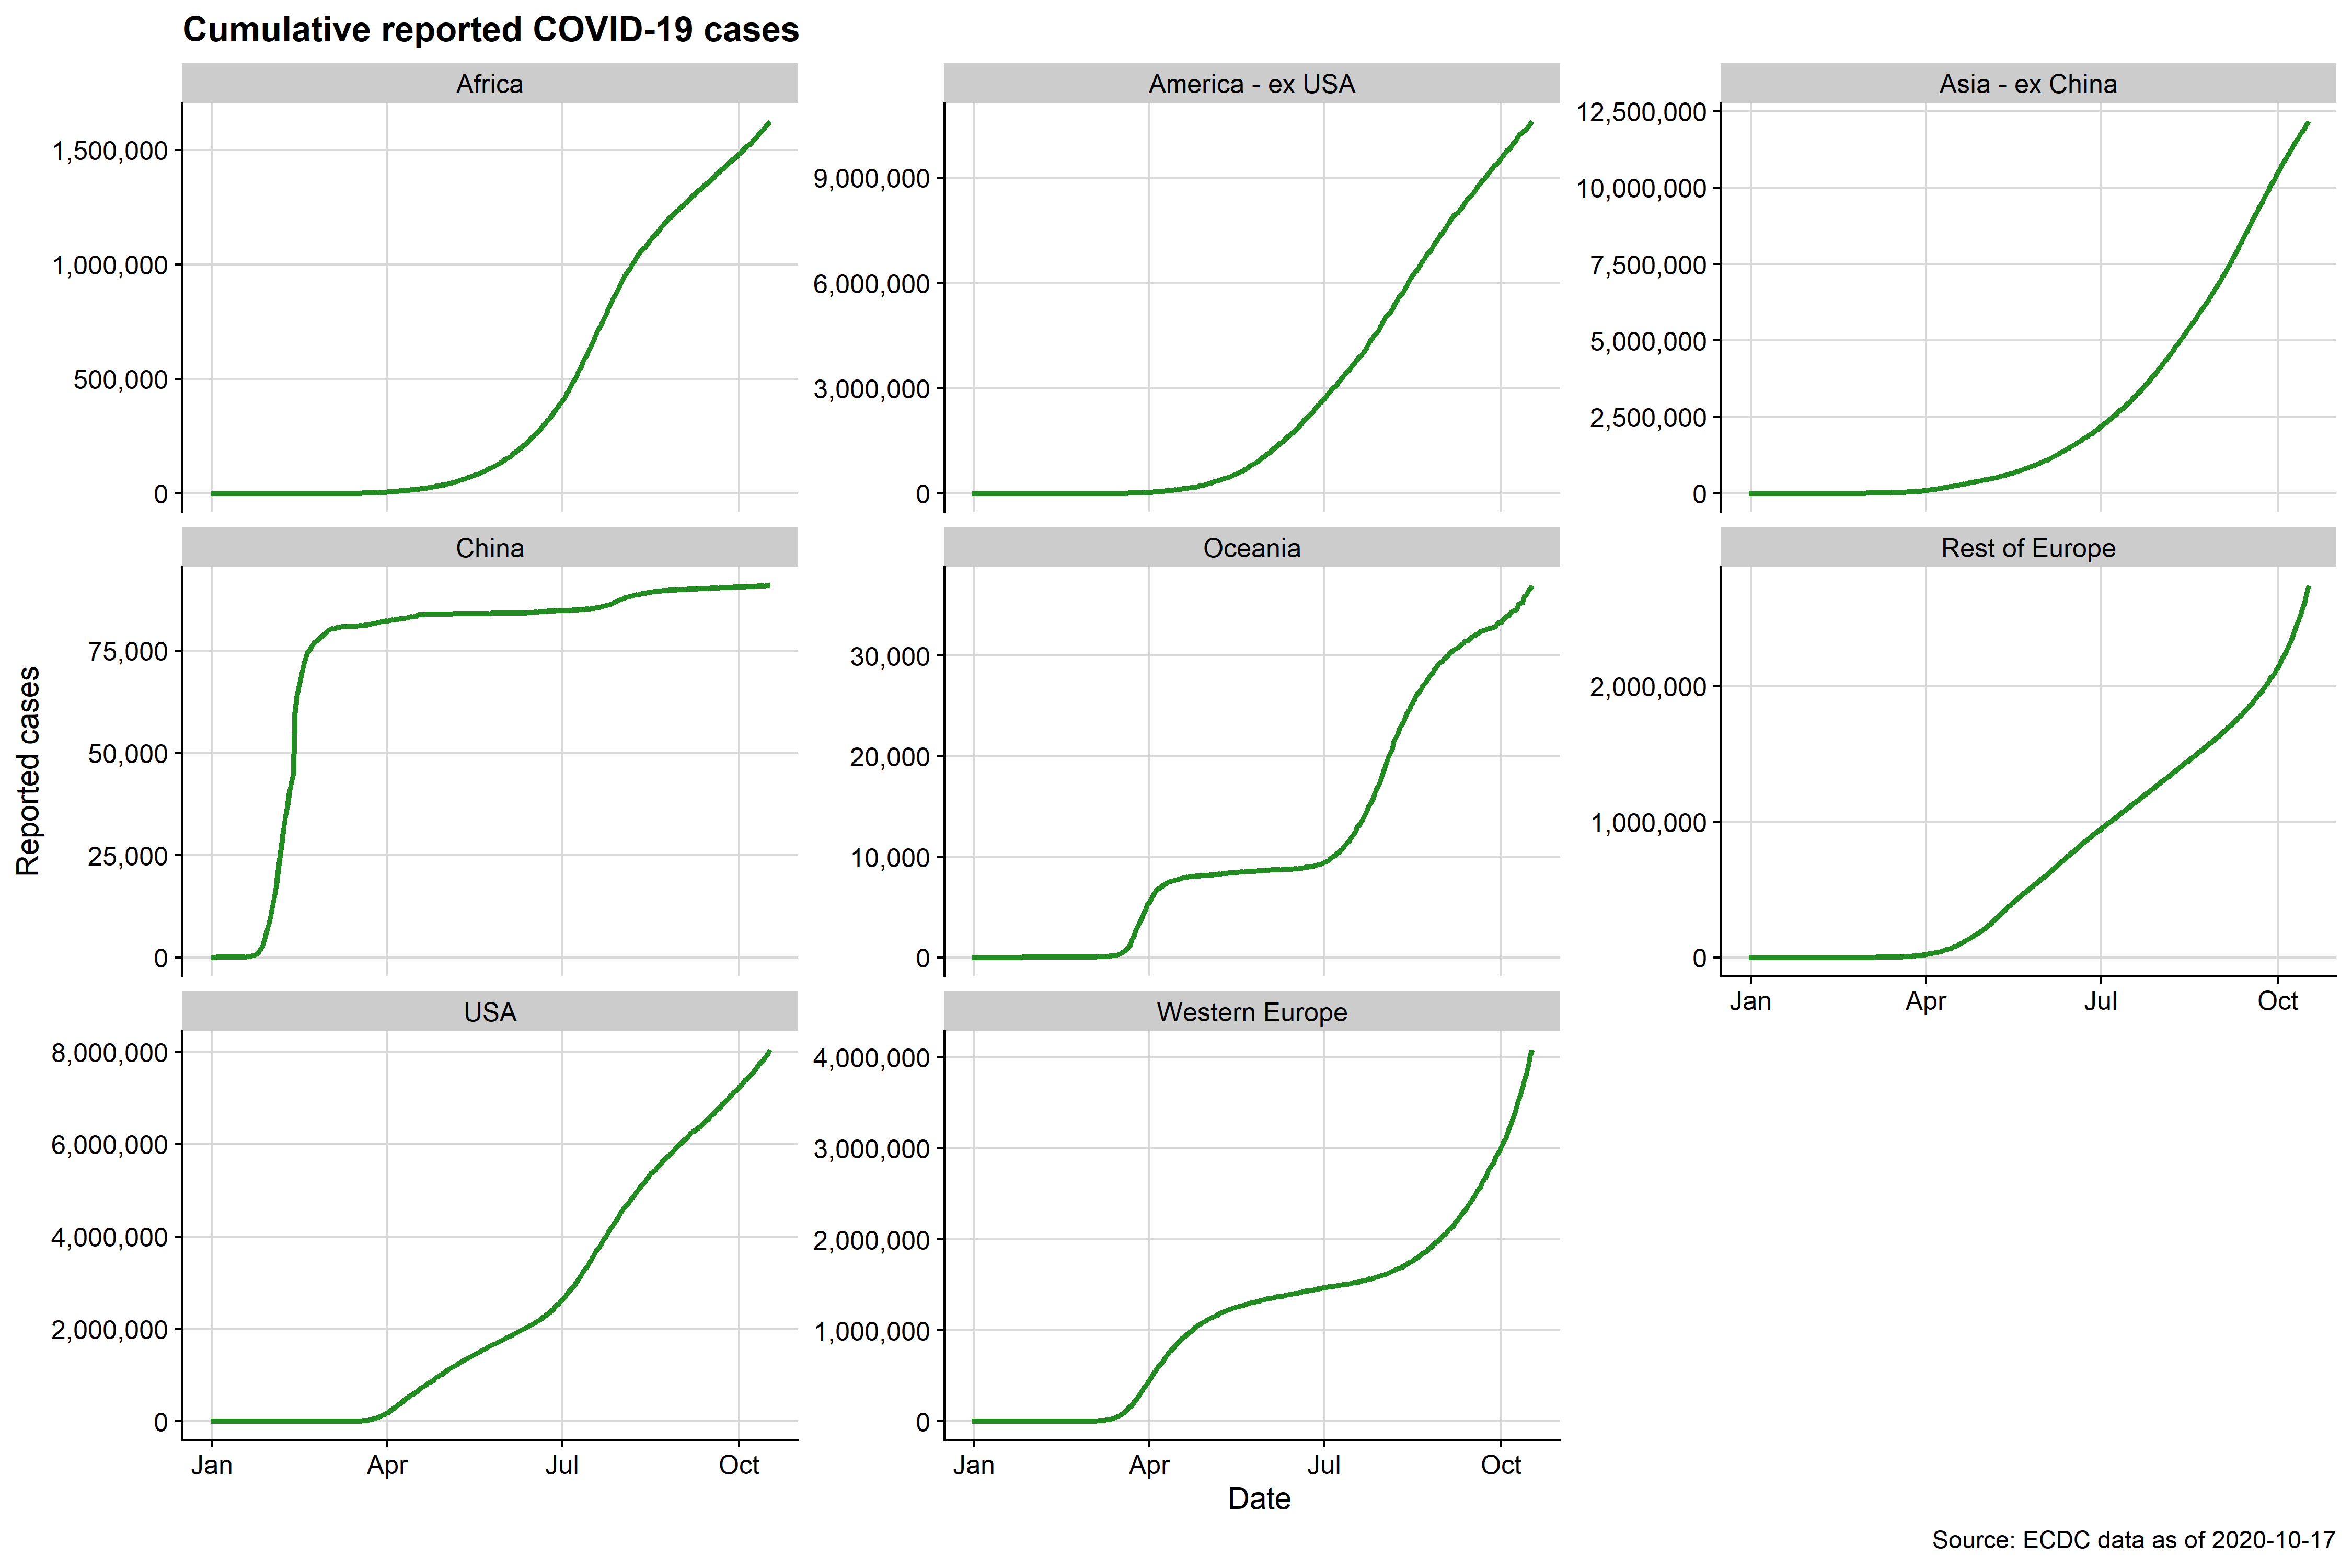 Cumulative reported COVID-19 cases
Africa
America - ex USA
Asia - ex China
1,500,000
1,000,000
500,000
0
9,000,000
6,000,000
3,000,000
0
12,500,000
10,000,000
7,500,000
5,000,000
2,500,000
0
China
Oceania
Rest of Europe
75,000
50,000
25,000
0
30,000
20,000
10,000
0
2,000,000
1,000,000
0
Jan Apr Jul Oct
Reported cases
USA
Western Europe
8,000,000
6,000,000
4,000,000
2,000,000
0
4,000,000
3,000,000
2,000,000
1,000,000
0
Jan Apr Jul Oct
Jan Apr Jul Oct
Date
Source: ECDC data as of 2020-10-17